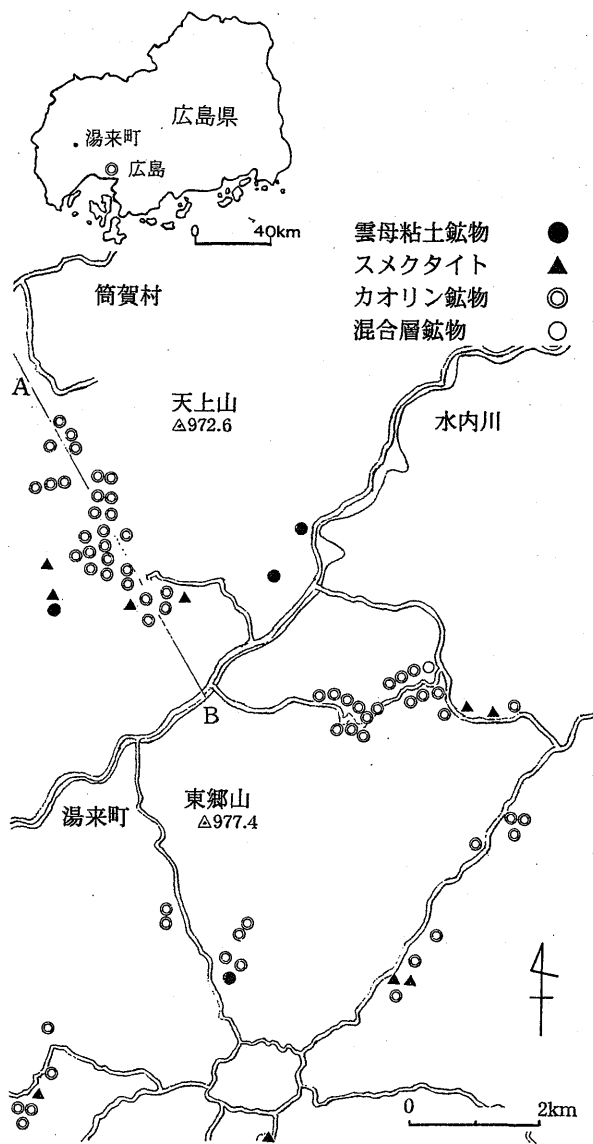 広島県
湯来町
広島
0 40km
雲母粘土鉱物
スメクタイト
カオリン鉱物
混合層鉱物
筒賀村
A
天上山
972.6
水内川
B
湯来町
東郷山
977.4
0 2km